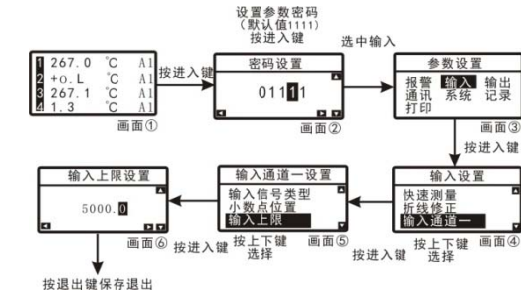 设置参数密码
(默认值1111)
按进入键
选中输入
1 267.0 ℃ A1
2 +o.L ℃ A1
3 267.1 ℃ A1
4 1.3 ℃ A1
画面①
按进入键
密码设置
01111
画面②
参数设置
报警 输入 输出
通讯 系统 记录
打印
画面③
按进入键
输入上限设置
5000.0
画面⑥
按进入键
输入通道一设置
输入信号类型
小数点位置
输入上限
按上下键
选择
画面⑤
按进入键
输入设置
快速测量
折线修正
输入通道一
按上下键
选择
画面④
按退出键保存退出